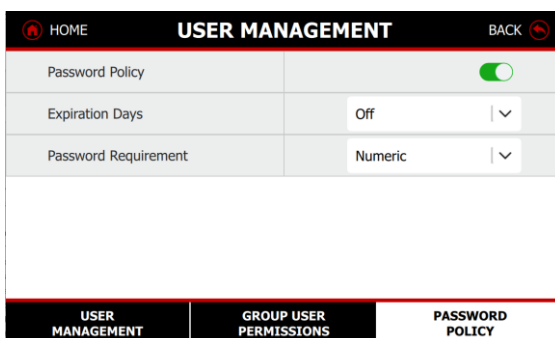 HOME USER MANAGEMENT BACK
Password Policy
Expiration Days Off
Password Requirement Numeric
USER MANAGEMENT
GROUP USER PERMISSIONS
PASSWORD POLICY